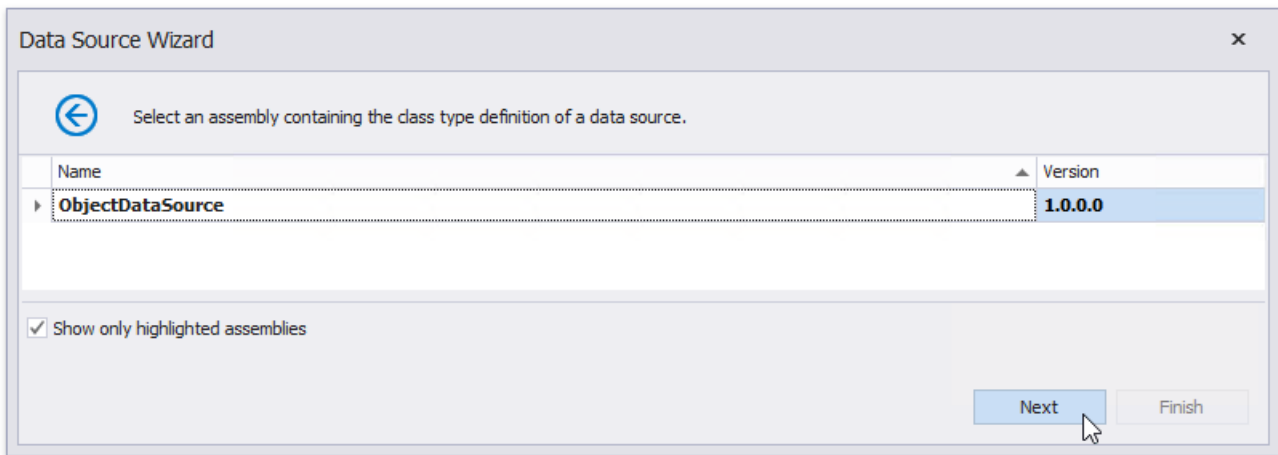 Data Source Wizard
Select an assembly containing the class type definition of a data source.
Name Version
ObjectDataSource 1.0.0.0
Show only highlighted assemblies
Next Finish